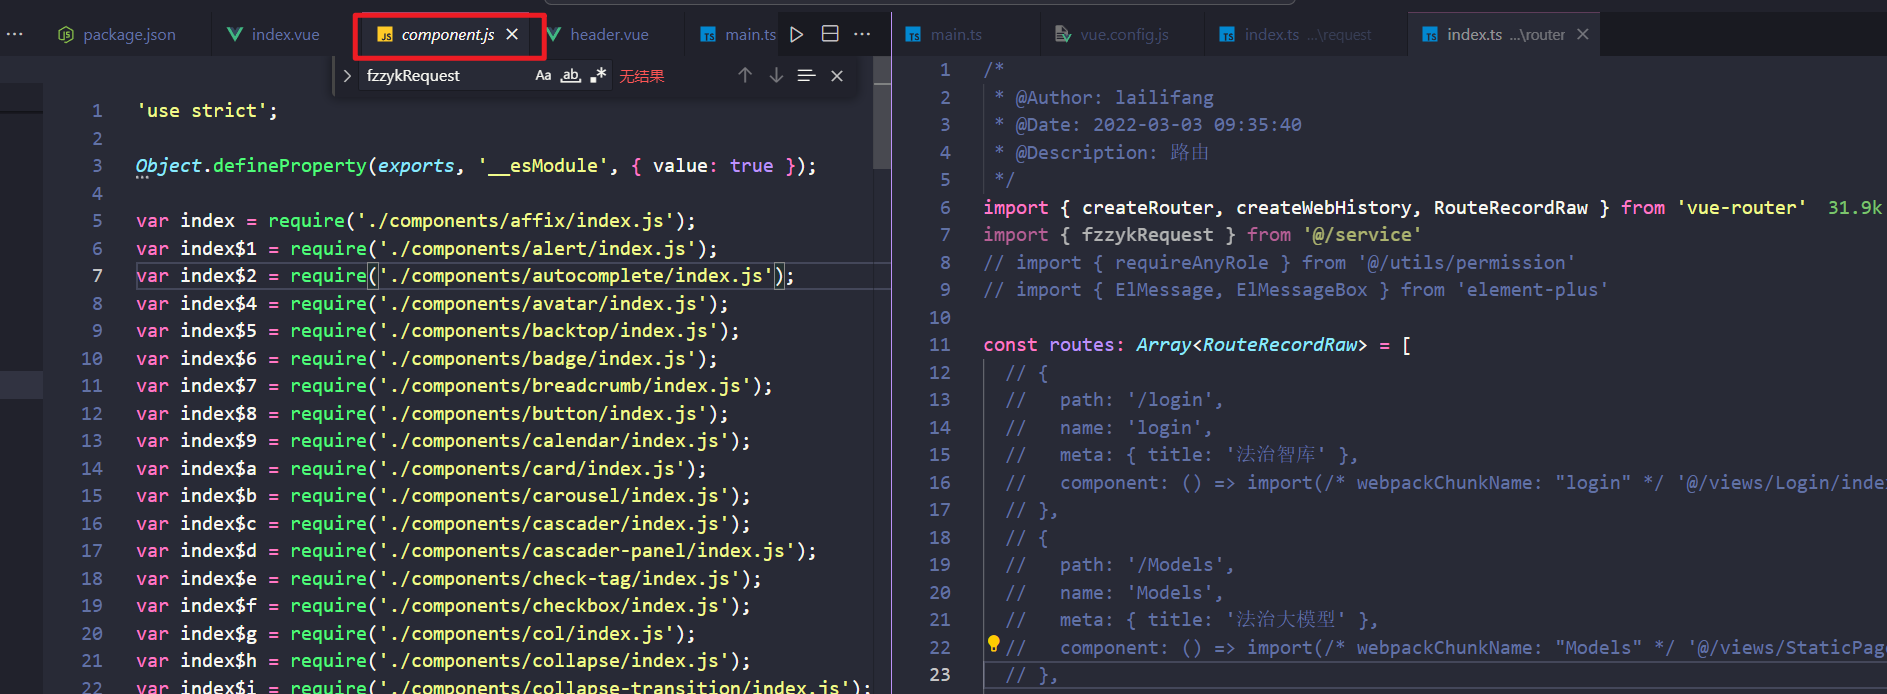 package.json
index.vue
component.js
header.vue
main.ts
fzzykRequest
Aa
ab
无结果
1 'use strict';
2
3 Object.defineProperty(exports, '__esModule', { value: true });
4
5 var index = require('./components/affix/index.js');
6 var index$1 = require('./components/alert/index.js');
7 var index$2 = require('./components/autocomplete/index.js');
8 var index$4 = require('./components/avatar/index.js');
9 var index$5 = require('./components/backtop/index.js');
10 var index$6 = require('./components/badge/index.js');
11 var index$7 = require('./components/breadcrumb/index.js');
12 var index$8 = require('./components/button/index.js');
13 var index$9 = require('./components/calendar/index.js');
14 var index$a = require('./components/card/index.js');
15 var index$b = require('./components/carousel/index.js');
16 var index$c = require('./components/cascader/index.js');
17 var index$d = require('./components/cascader-panel/index.js');
18 var index$e = require('./components/check-tag/index.js');
19 var index$f = require('./components/checkbox/index.js');
20 var index$g = require('./components/col/index.js');
21 var index$h = require('./components/collapse/index.js');
22 var index$i = require('./components/collapse-transition/index.js');
main.ts
vue.config.js
index.ts ...\request
index.ts ...\router
1 /*
2 * @Author: lailifang
3 * @Date: 2022-03-03 09:35:40
4 * @Description: 路由
5 */
6 import { createRouter, createWebHistory, RouteRecordRaw } from 'vue-router' 31.9k
7 import { fzzykRequest } from '@/service'
8 // import { requireAnyRole } from '@/utils/permission'
9 // import { ElMessage, ElMessageBox } from 'element-plus'
10
11 const routes: Array<RouteRecordRaw> = [
12 // {
13 // path: '/login',
14 // name: 'login',
15 // meta: { title: '法治智库' },
16 // component: () => import(/* webpackChunkName: "login" */ '@/views/Login/inde
17 // },
18 // {
19 // path: '/Models',
20 // name: 'Models',
21 // meta: { title: '法治大模型' },
22 // component: () => import(/* webpackChunkName: "Models" */ '@/views/StaticPag
23 // },